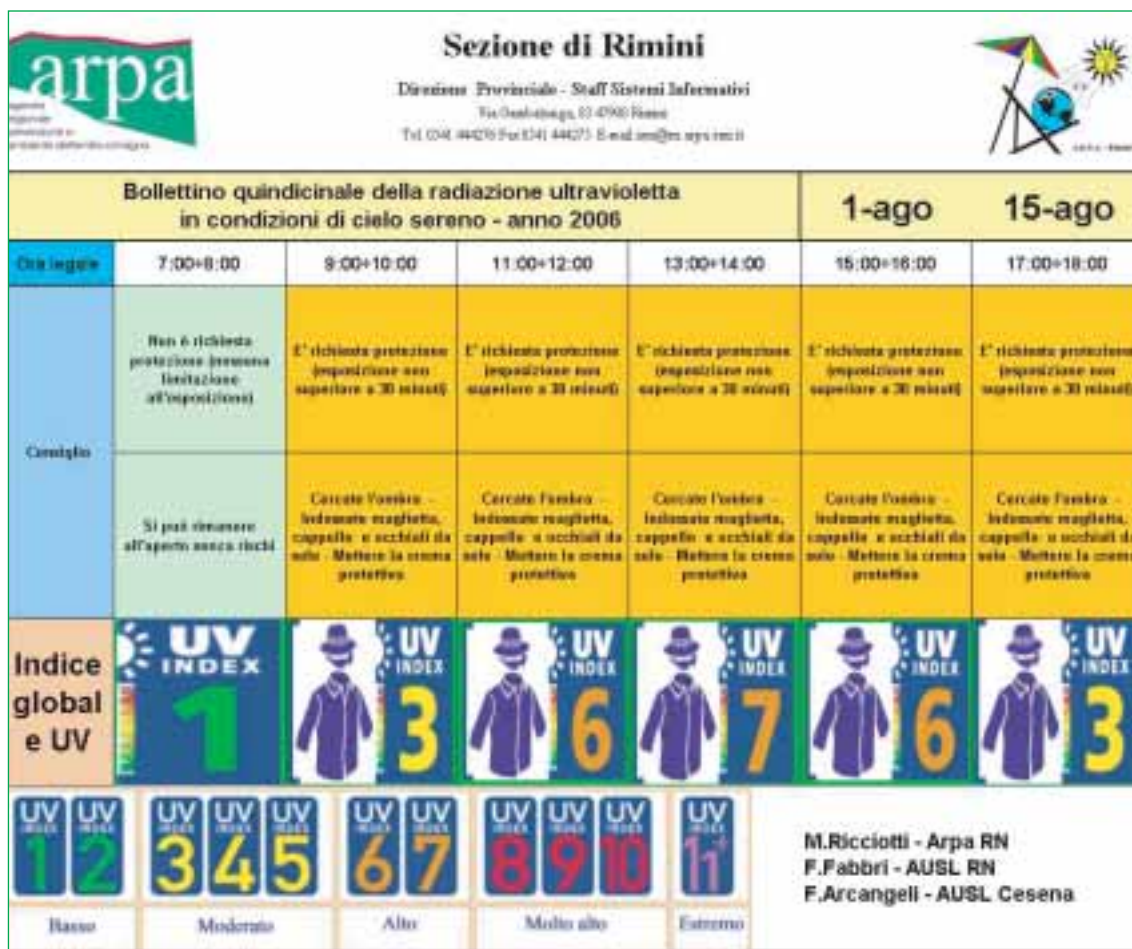 arpa
Sezione di Rimini
Direzione Provinciale - Staff Sistemi Informativi
Bollettino quindicinale della radiazione ultravioletta
in condizioni di cielo sereno - anno 2006
1-ago
15-ago
Ora legale
7:00÷8:00
9:00÷10:00
11:00÷12:00
13:00÷14:00
15:00÷16:00
17:00÷18:00
Consiglio
Non è richiesta
protezione (nessuna
limitazione
all'esposizione)
E' richiesta protezione
(esposizione non
superiore a 30 minuti)
E' richiesta protezione
(esposizione non
superiore a 30 minuti)
E' richiesta protezione
(esposizione non
superiore a 30 minuti)
E' richiesta protezione
(esposizione non
superiore a 30 minuti)
E' richiesta protezione
(esposizione non
superiore a 30 minuti)
Si può rimanere
all'aperto senza rischi
Cercate l'ombra -
Indossate maglietta,
cappello e occhiali da
sole - Mettere la crema
protettiva
Cercate l'ombra -
Indossate maglietta,
cappello e occhiali da
sole - Mettere la crema
protettiva
Cercate l'ombra -
Indossate maglietta,
cappello e occhiali da
sole - Mettere la crema
protettiva
Cercate l'ombra -
Indossate maglietta,
cappello e occhiali da
sole - Mettere la crema
protettiva
Cercate l'ombra -
Indossate maglietta,
cappello e occhiali da
sole - Mettere la crema
protettiva
Indice
global
e UV
UV
INDEX
1
UV
INDEX
3
UV
INDEX
6
UV
INDEX
7
UV
INDEX
6
UV
INDEX
3
UV
INDEX
1
UV
INDEX
2
UV
INDEX
3
UV
INDEX
4
UV
INDEX
5
UV
INDEX
6
UV
INDEX
7
UV
INDEX
8
UV
INDEX
9
UV
INDEX
10
UV
INDEX
11+
Basso
Moderato
Alto
Molto alto
Estremo
M.Ricciotti - Arpa RN
F.Fabbri - AUSL RN
F.Arcangeli - AUSL Cesena